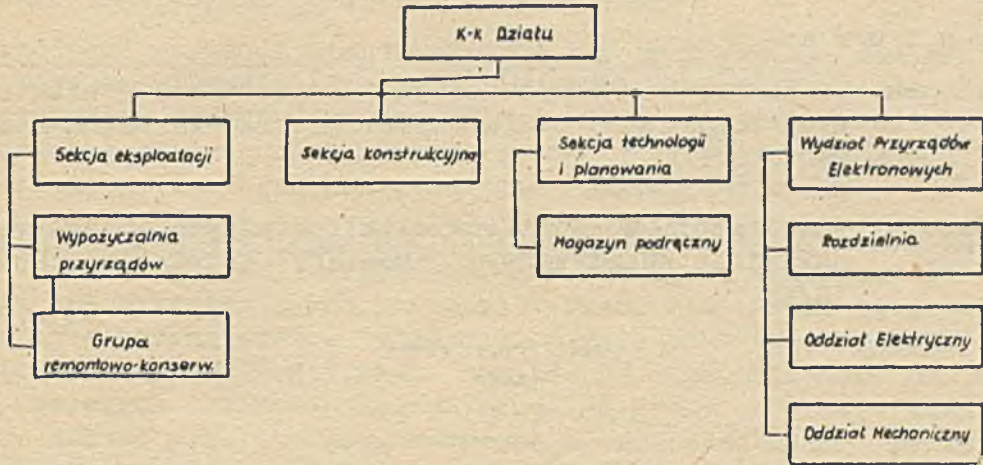 K-K Działu
Sekcja eksploatacji
Wypożyczalnia
przyrządów
Grupa
remontowo-konserw.
Sekcja konstrukcyjna
Sekcja technologii
i planowania
Magazyn podręczny
Wydział Przyrządów
Elektronowych
Rozdzielnia
Oddział Elektryczny
Oddział Mechaniczny